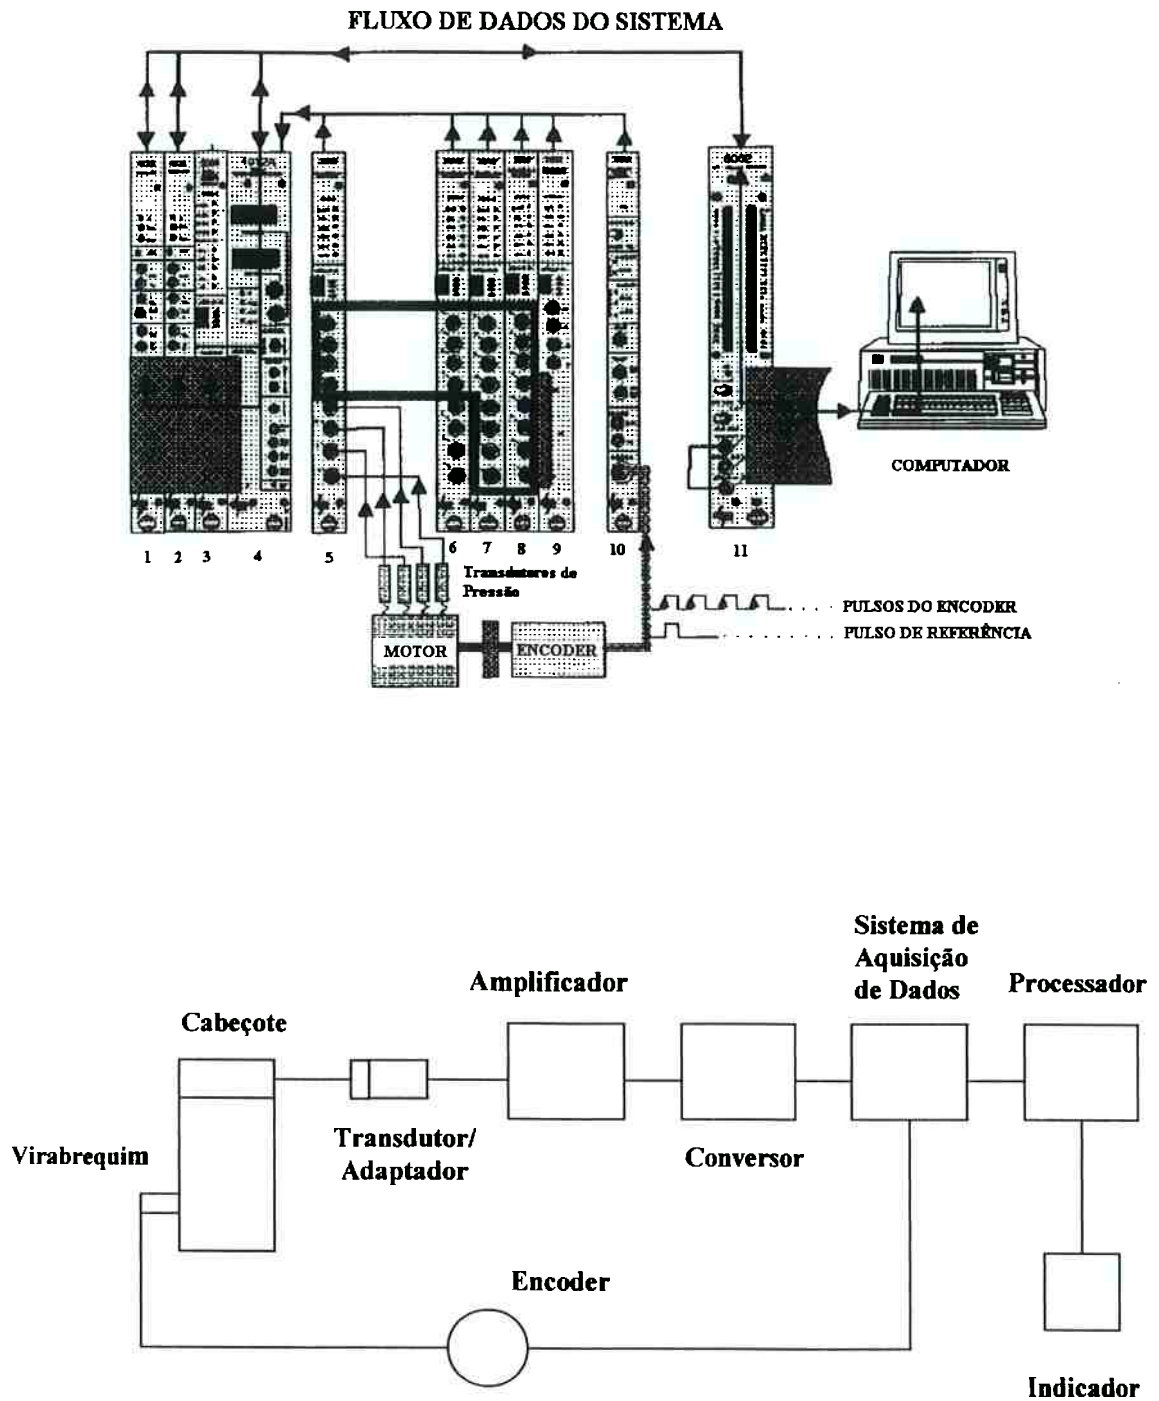 FLUXO DE DADOS DO SISTEMA
COMPUTADOR
1 2 3 4 5 6 7 8 9 10 11
Transdutores de
Pressão
PULSOS DO ENCODER
PULSO DE REFERÊNCIA
MOTOR
ENCODER
Sistema de
Aquisição
de Dados
Amplificador
Processador
Cabeçote
Transdutor/
Adaptador
Virabrequim
Conversor
Encoder
Indicador